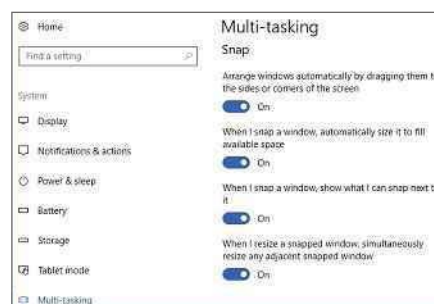 Home
Find a setting
System
Display
Notifications & actions
Power & sleep
Battery
Storage
Tablet mode
Multi-tasking
Multi-tasking
Snap
Arrange windows automatically by dragging them t
the sides or corners of the screen
On
When I snap a window, automatically size it to fill
available space
On
When I snap a window, show what I can snap next t
it
On
When I resize a snapped window, simultaneously
resize any adjacent snapped window
On